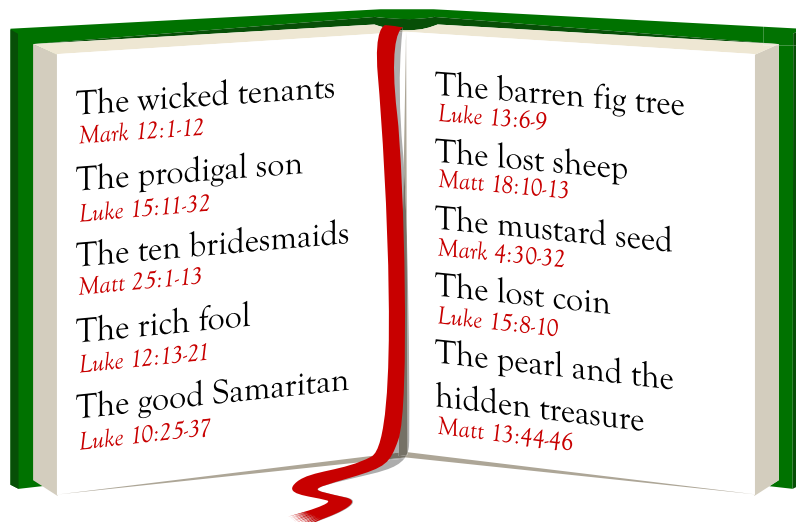 The wicked tenants
Mark 12:1-12
The prodigal son
Luke 15:11-32
The ten bridesmaids
Matt 25:1-13
The rich fool
Luke 12:13-21
The good Samaritan
Luke 10:25-37
The barren fig tree
Luke 13:6-9
The lost sheep
Matt 18:10-13
The mustard seed
Mark 4:30-32
The lost coin
Luke 15:8-10
The pearl and the
hidden treasure
Matt 13:44-46